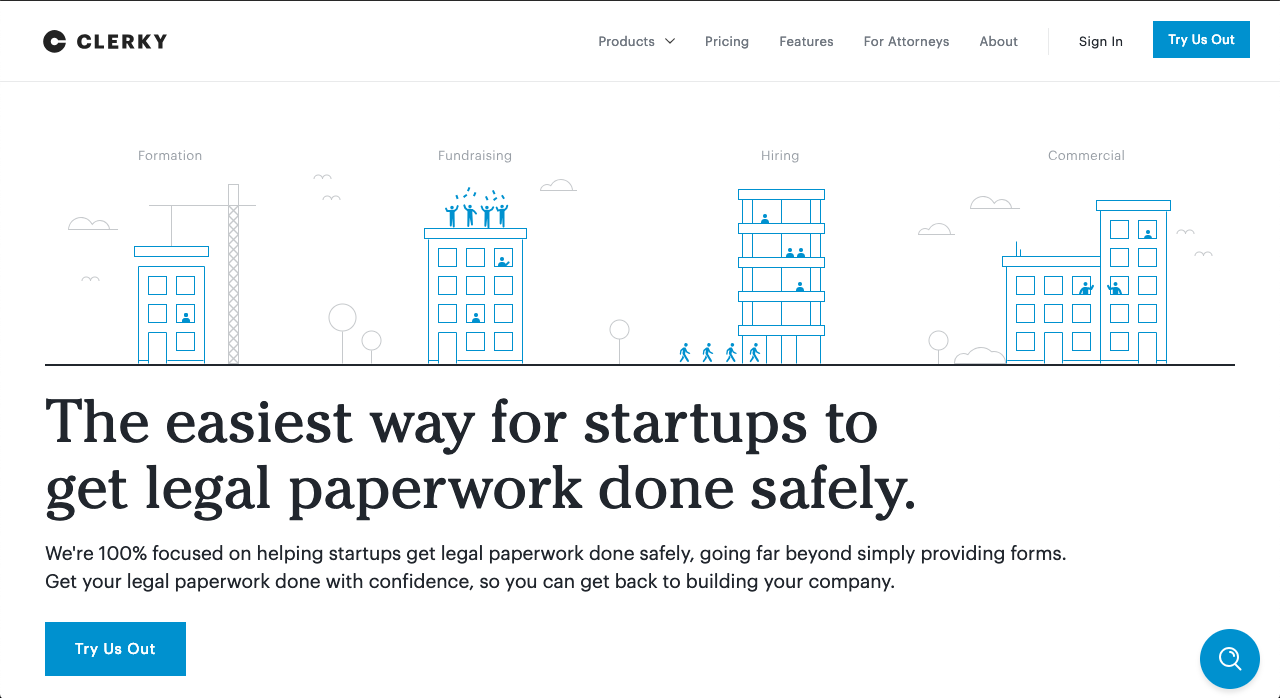 CLERKY
Products
Pricing
Features
For Attorneys
About
Sign In
Try Us Out
Formation
Fundraising
Hiring
Commercial
The easiest way for startups to
get legal paperwork done safely.
We're 100% focused on helping startups get legal paperwork done safely, going far beyond simply providing forms.
Get your legal paperwork done with confidence, so you can get back to building your company.
Try Us Out